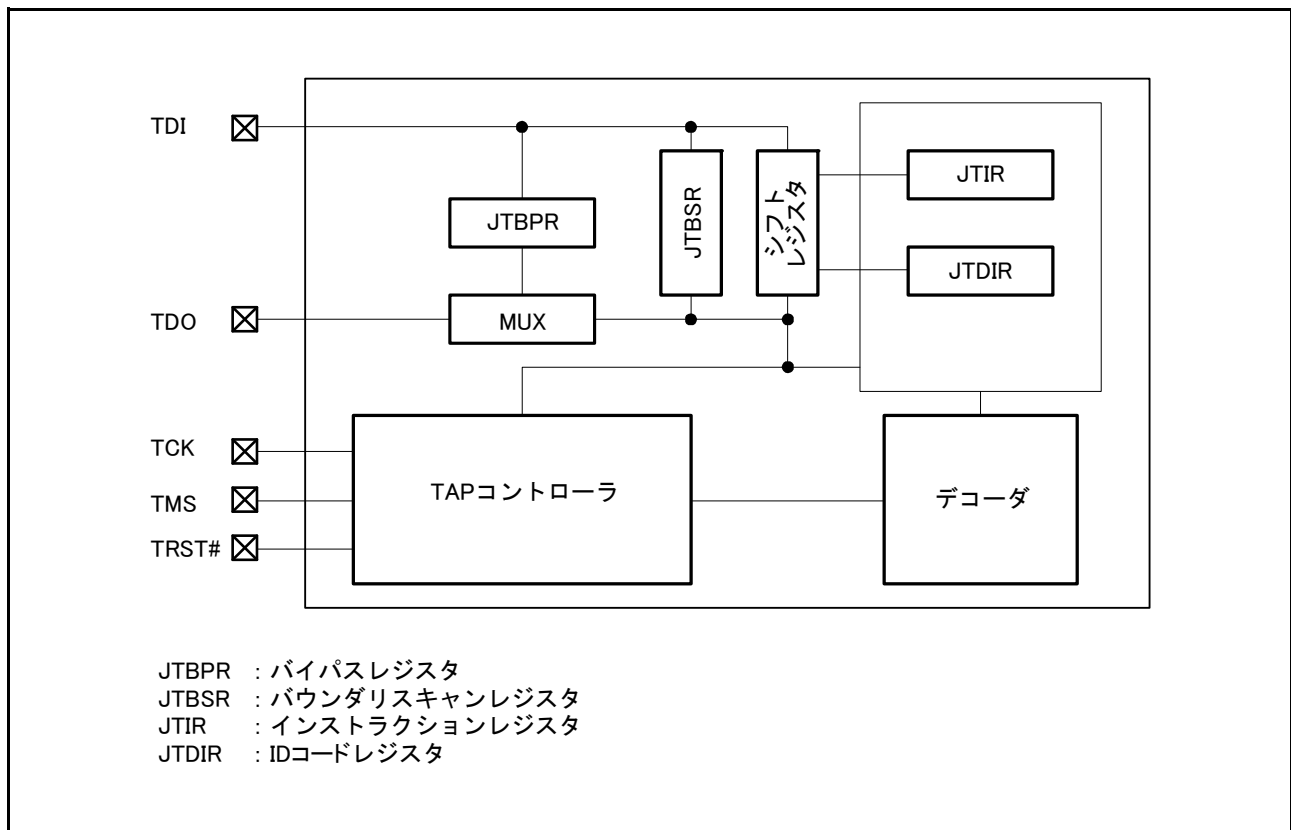 TDI
JTBPR
JTBSR
シフト
レジスタ
JTIR
JTDIR
TDO
MUX
TCK
TMS
TRST#
TAPコントローラ
デコーダ
JTBPR : バイパスレジスタ
JTBSR : バウンダリスキャンレジスタ
JTIR : インストラクションレジスタ
JTDIR : IDコードレジスタ